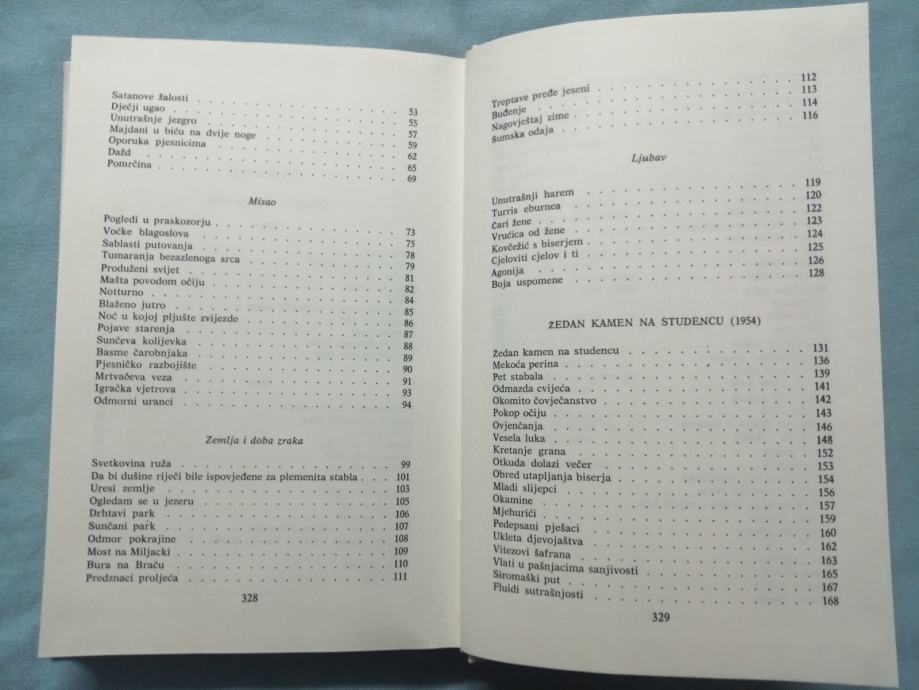 Satanove žalosti . . . . . 53
Dječji ugao . . . . . 55
Unutrašnje jezgro . . . . . 57
Majdani u biću na dvije noge . . . . . 59
Oporuka pjesnicima . . . . . 62
Dažd . . . . . 65
Pomrčina . . . . . 69
Misao
Pogledi u praskozorju . . . . . 73
Voćke blagoslova . . . . . 75
Sablasti putovanja . . . . . 78
Tumaranja bezazlenoga srca . . . . . 79
Produženi svijet . . . . . 81
Mašta povodom očiju . . . . . 82
Notturno . . . . . 84
Blaženo jutro . . . . . 85
Noć u kojoj pljušte zvijezde . . . . . 86
Pojave starenja . . . . . 87
Sunčeva kolijevka . . . . . 88
Basme čarobnjaka . . . . . 89
Pjesničko razbojište . . . . . 90
Mrtvačeva veza . . . . . 91
Igračka vjetrova . . . . . 93
Odmorni uranci . . . . . 94
Zemlja i doba zraka
Svetkovina ruža . . . . . 99
Da bi dušine riječi bile ispovjeđene za plemenita stabla . . . 101
Uresi zemlje . . . . . 103
Ogledam se u jezeru . . . . . 105
Drhtavi park . . . . . 106
Sunčani park . . . . . 107
Odmor pokrajine . . . . . 108
Most na Miljacki . . . . . 109
Bura na Braču . . . . . 110
Predznaci proljeća . . . . . 111
328
Treptave pređe jeseni . . . . . 112
Buđenje . . . . . 113
Nagovještaj zime . . . . . 114
Šumska odaja . . . . . 116
Ljubav
Unutrašnji harem . . . . . 119
Turris eburnea . . . . . 120
Čari žene . . . . . 122
Vrućica od žene . . . . . 123
Kovčežić s biserjem . . . . . 124
Cjeloviti cjelov i ti . . . . . 125
Agonija . . . . . 126
Boja uspomene . . . . . 128
ŽEDAN KAMEN NA STUDENCU (1954)
Žedan kamen na studencu . . . . . 131
Mekoća perina . . . . . 136
Pet stabala . . . . . 139
Odmazda cvijeća . . . . . 141
Okomito čovječanstvo . . . . . 142
Pokop očiju . . . . . 143
Ovjenčana . . . . . 146
Vesela luka . . . . . 148
Kretanje grana . . . . . 152
Otkuda dolazi večer . . . . . 153
Obred utapljanja biserja . . . . . 154
Mladi slijepci . . . . . 156
Okamine . . . . . 157
Mjehurići . . . . . 159
Pedepsani pješaci . . . . . 160
Ukleta djevojaštva . . . . . 162
Vitezovi šafrana . . . . . 163
Vlati u pašnjacima sanjivosti . . . . . 165
Siromaški put . . . . . 167
Fluidi sutrašnjosti . . . . . 168
329